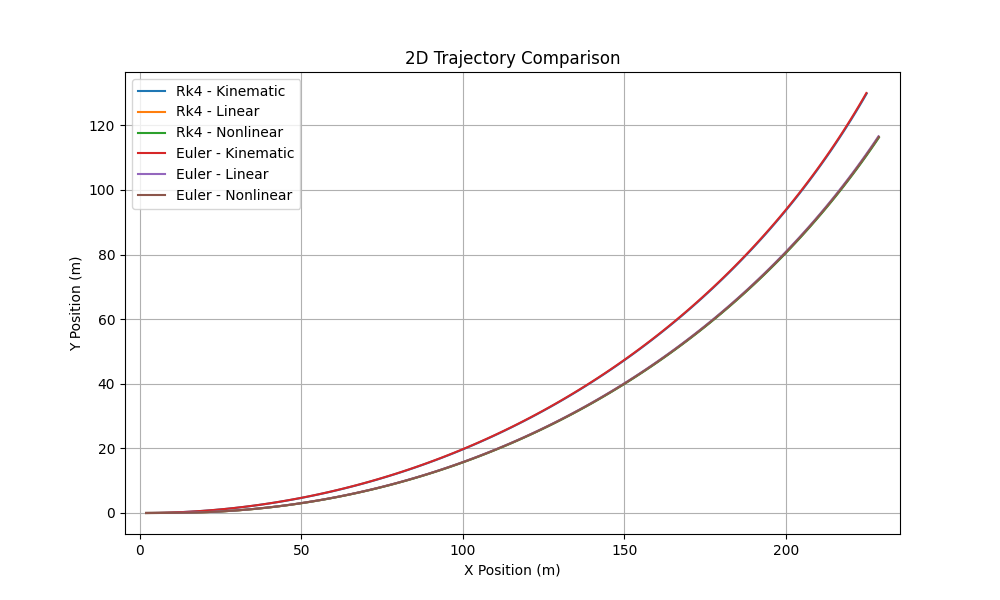 2D Trajectory Comparison
Rk4 - Kinematic
Rk4 - Linear
Rk4 - Nonlinear
Euler - Kinematic
Euler - Linear
Euler - Nonlinear
Y Position (m)
120
100
80
60
40
20
0
0 50 100 150 200
X Position (m)